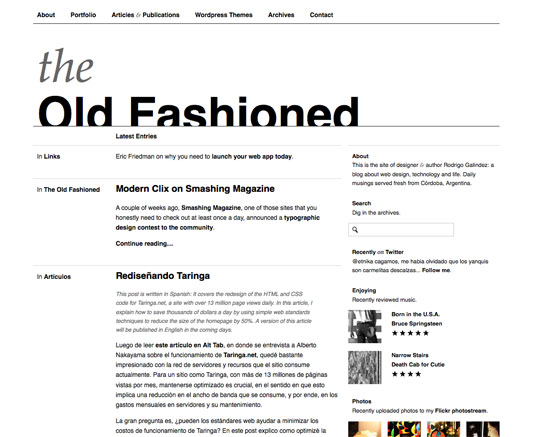 About Portfolio Articles & Publications Wordpress Themes Archives Contact
the
Old Fashioned
Latest Entries
In Links
Eric Friedman on why you need to launch your web app today.
In The Old Fashioned
Modern Clix on Smashing Magazine
A couple of weeks ago, Smashing Magazine, one of those sites that you
honestly need to check out at least once a day, announced a typographic
design contest to the community.
Continue reading…
In Artículos
Rediseñando Taringa
This post is written in Spanish: It covers the redesign of the HTML and CSS
code for Taringa.net, a site with over 13 million page views daily. In this article, I
explain how to save thousands of dollars a day by using simple web standards
techniques to reduce the size of the homepage by 50%. A version of this article
will be published in English in the coming days.
Luego de leer este artículo en Alt Tab, en donde se entrevista a Alberto
Nakayama sobre el funcionamiento de Taringa.net, quedé bastante
impresionado con la red de servidores y recursos que el sitio consume
actualmente. Para un sitio como Taringa, con más de 13 millones de páginas
vistas por mes, mantenerse optimizado es crucial, en el sentido en que esto
implica una reducción en el ancho de banda que se consume, y por ende, en los
gastos mensuales en servidores y su mantenimiento.
La gran pregunta es, ¿pueden los estándares web ayudar a minimizar los
costos de funcionamiento de Taringa? En este post explico como optimizé la
About
This is the site of designer & author Rodrigo Galindez: a
blog about web design, technology and life. Daily
musings served fresh from Córdoba, Argentina.
Search
Dig in the archives.
Recently on Twitter
@etnika cagamos, me habia olvidado que los yanquis
son carmelitas descalzas... Follow me.
Enjoying
Recently reviewed music.
Born in the U.S.A.
Bruce Springsteen
★★★★★
Narrow Stairs
Death Cab for Cutie
★★★★
Photos
Recently uploaded photos to my Flickr photostream.